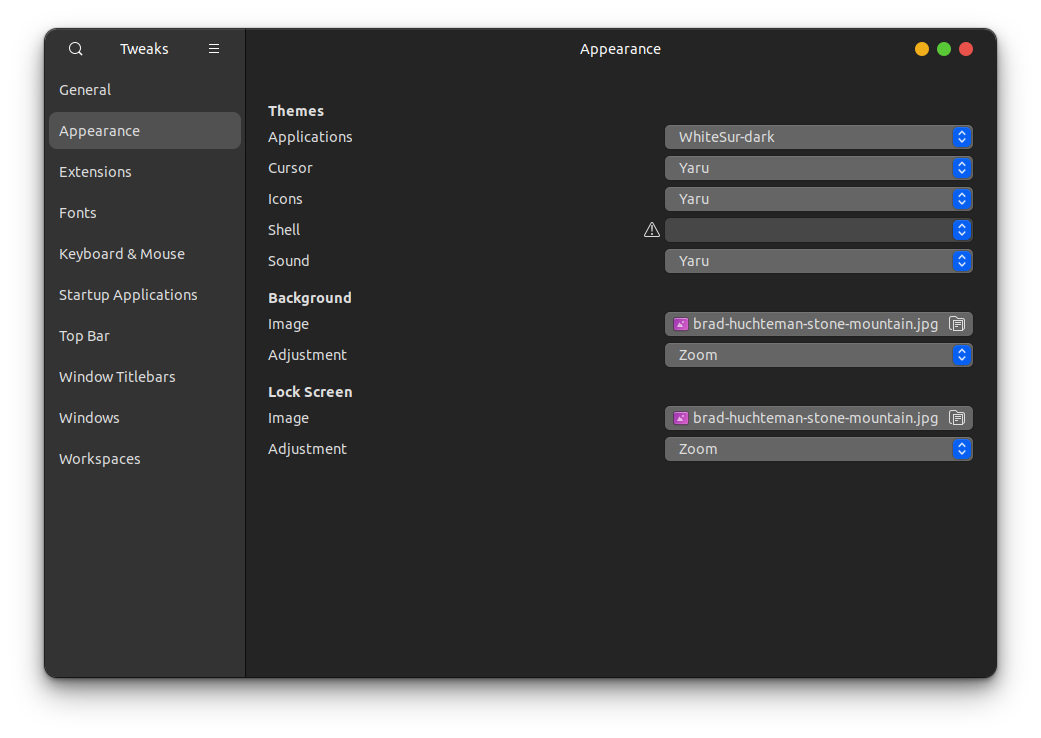 Tweaks
Appearance
General
Appearance
Extensions
Fonts
Keyboard & Mouse
Startup Applications
Top Bar
Window Titlebars
Windows
Workspaces
Themes
Applications WhiteSur-dark
Cursor Yaru
Icons Yaru
Shell
Sound Yaru
Background
Image brad-huchteman-stone-mountain.jpg
Adjustment Zoom
Lock Screen
Image brad-huchteman-stone-mountain.jpg
Adjustment Zoom